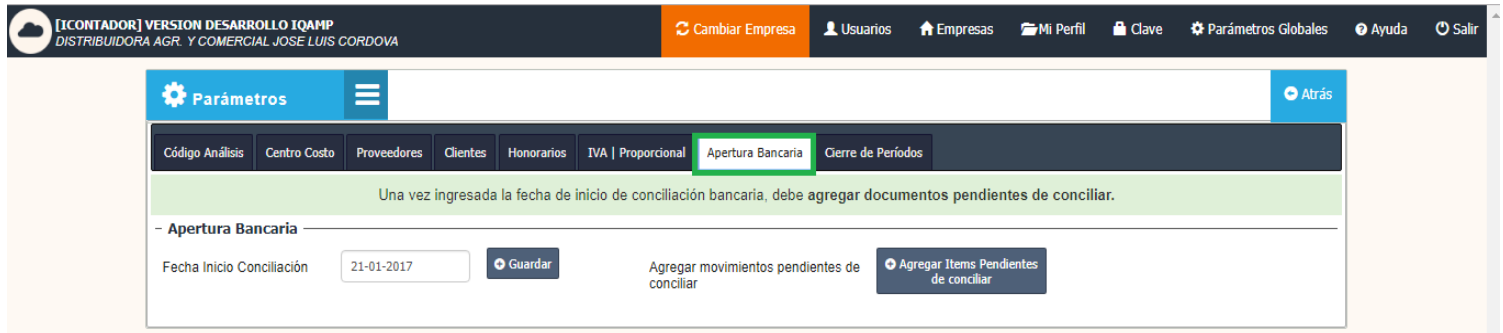 [ICONTADOR] VERSION DESARROLLO IQAMP
DISTRIBUIDORA AGR. Y COMERCIAL JOSE LUIS CORDOVA
Cambiar Empresa Usuarios Empresas Mi Perfil Clave Parámetros Globales Ayuda Salir
Parámetros Atrás
Código Análisis Centro Costo Proveedores Clientes Honorarios IVA | Proporcional Apertura Bancaria Cierre de Períodos
Una vez ingresada la fecha de inicio de conciliación bancaria, debe agregar documentos pendientes de conciliar.
– Apertura Bancaria
Fecha Inicio Conciliación 21-01-2017 Guardar
Agregar movimientos pendientes de
conciliar
Agregar Items Pendientes
de conciliar